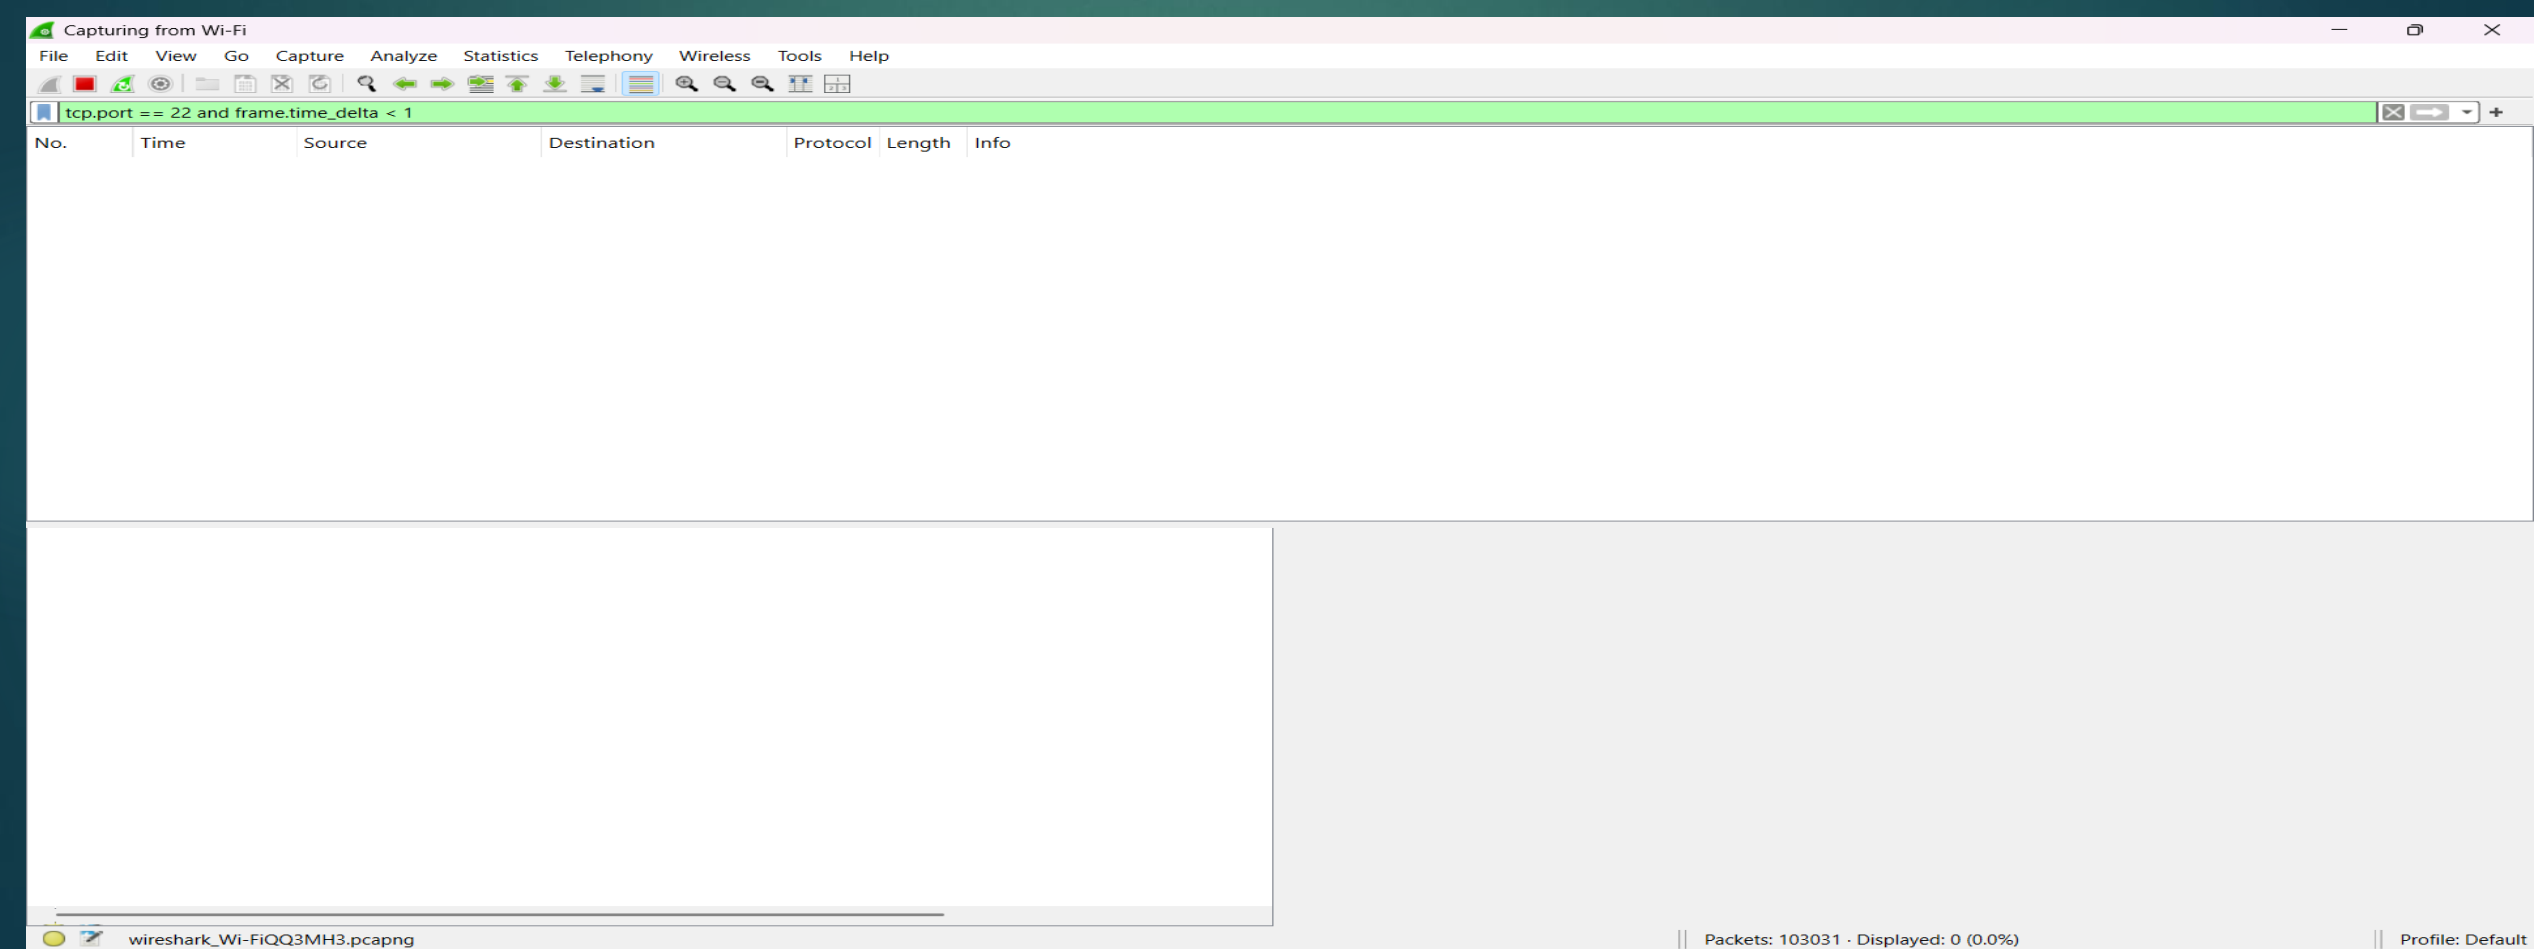 Capturing from Wi-Fi
File Edit View Go Capture Analyze Statistics Telephony Wireless Tools Help
tcp.port == 22 and frame.time_delta < 1
No. Time Source Destination Protocol Length Info
wireshark_Wi-FiQQ3MH3.pcapng Packets: 103031 · Displayed: 0 (0.0%) Profile: Default